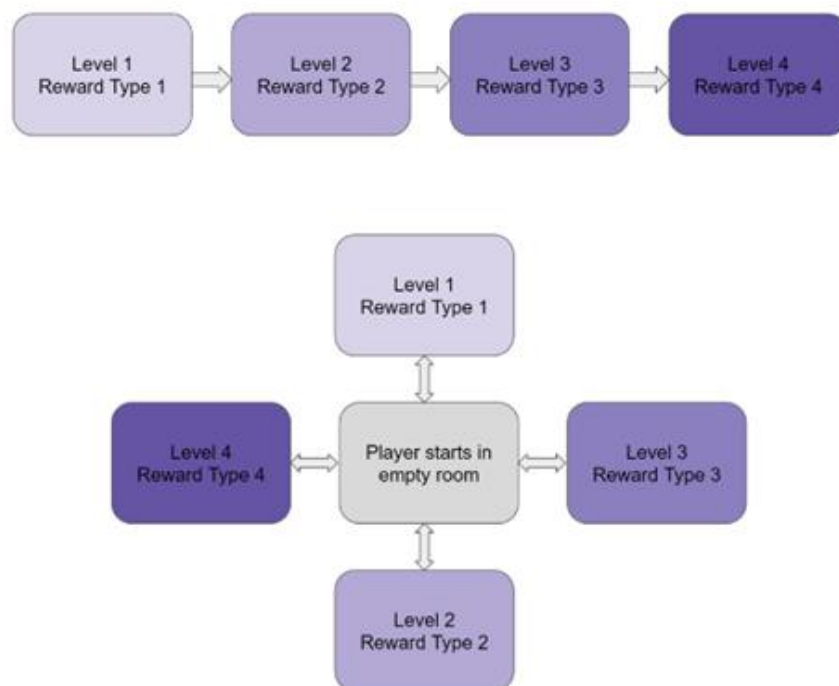 Level 1
Reward Type 1
Level 2
Reward Type 2
Level 3
Reward Type 3
Level 4
Reward Type 4
Level 1
Reward Type 1
Level 4
Reward Type 4
Player starts in
empty room
Level 3
Reward Type 3
Level 2
Reward Type 2